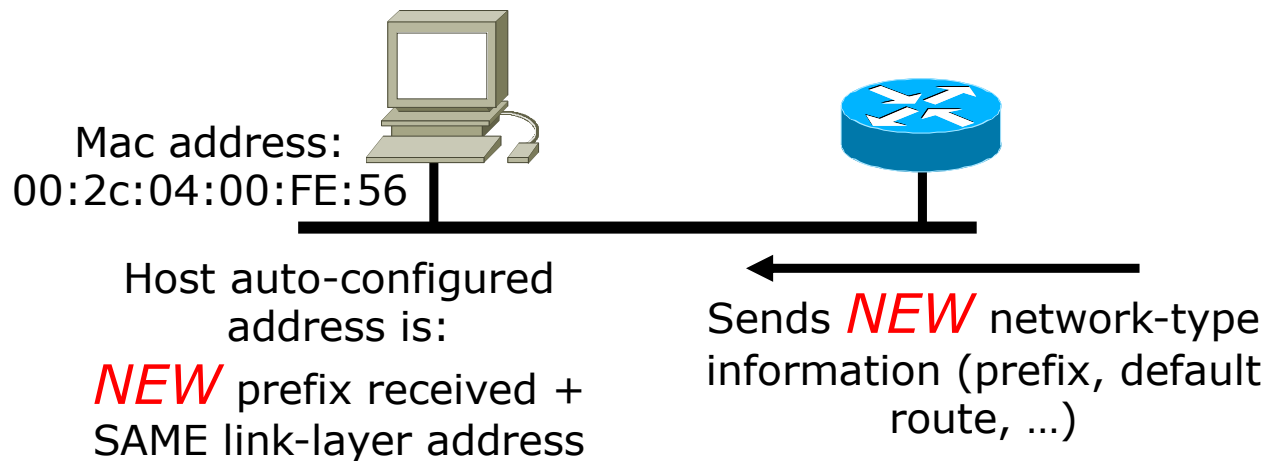 Mac address:
00:2c:04:00:FE:56
Host auto-configured
address is:
NEW prefix received +
SAME link-layer address
Sends NEW network-type
information (prefix, default
route, …)